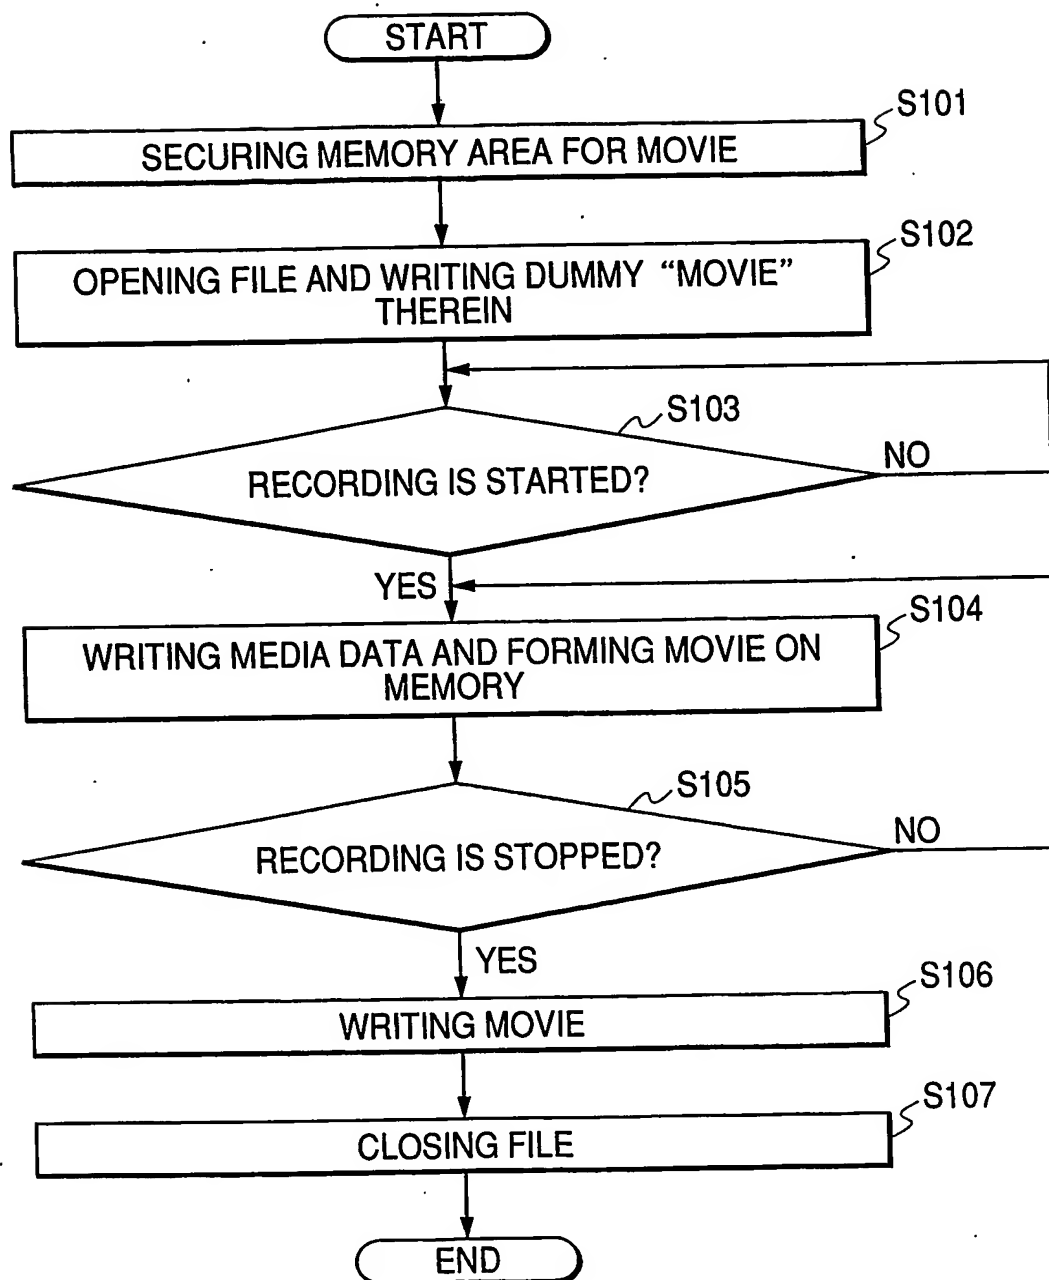 START
S101
SECURING MEMORY AREA FOR MOVIE
S102
OPENING FILE AND WRITING DUMMY “MOVIE”
THEREIN
S103
RECORDING IS STARTED?
NO
YES
S104
WRITING MEDIA DATA AND FORMING MOVIE ON
MEMORY
S105
RECORDING IS STOPPED?
NO
YES
S106
WRITING MOVIE
S107
CLOSING FILE
END